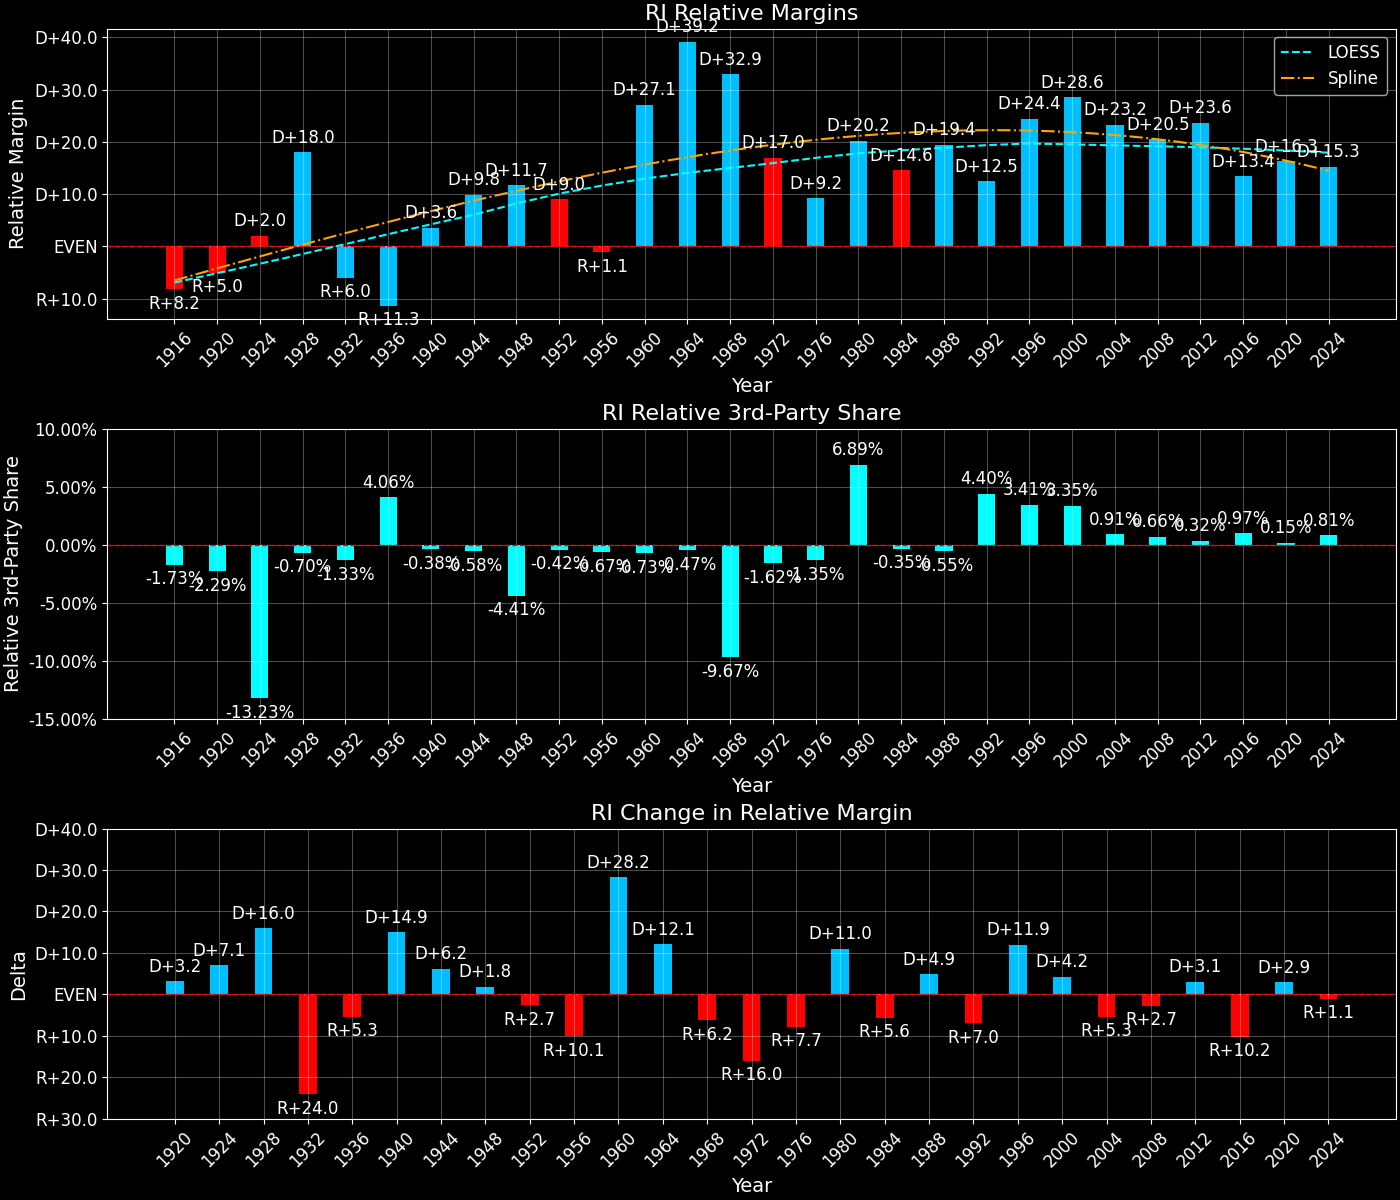 RI Relative Margins
Relative Margin
D+40.0
D+30.0
D+20.0
D+10.0
EVEN
R+10.0
LOESS
Spline
R+8.2
R+5.0
D+2.0
D+18.0
R+6.0
R+11.3
D+3.6
D+9.8
D+11.7
D+9.0
R+1.1
D+27.1
D+39.2
D+32.9
D+17.0
D+9.2
D+20.2
D+14.6
D+19.4
D+12.5
D+24.4
D+28.6
D+23.2
D+20.5
D+23.6
D+13.4
D+16.3
D+15.3
1916 1920 1924 1928 1932 1936 1940 1944 1948 1952 1956 1960 1964 1968 1972 1976 1980 1984 1988 1992 1996 2000 2004 2008 2012 2016 2020 2024
Year
RI Relative 3rd-Party Share
Relative 3rd-Party Share
10.00%
5.00%
0.00%
-5.00%
-10.00%
-15.00%
-1.73%
-2.29%
-13.23%
-0.70%
-1.33%
4.06%
-0.38%
-0.58%
-4.41%
-0.42%
-0.67%
-0.73%
-0.47%
-9.67%
-1.62%
-1.35%
6.89%
-0.35%
-0.55%
4.40%
3.41%
3.35%
0.91%
0.66%
0.32%
0.97%
0.15%
0.81%
1916 1920 1924 1928 1932 1936 1940 1944 1948 1952 1956 1960 1964 1968 1972 1976 1980 1984 1988 1992 1996 2000 2004 2008 2012 2016 2020 2024
Year
RI Change in Relative Margin
Delta
D+40.0
D+30.0
D+20.0
D+10.0
EVEN
R+10.0
R+20.0
R+30.0
D+3.2
D+7.1
D+16.0
R+24.0
R+5.3
D+14.9
D+6.2
D+1.8
R+2.7
R+10.1
D+28.2
D+12.1
R+6.2
R+16.0
R+7.7
D+11.0
R+5.6
D+4.9
R+7.0
D+11.9
D+4.2
R+5.3
R+2.7
D+3.1
R+10.2
D+2.9
R+1.1
1920 1924 1928 1932 1936 1940 1944 1948 1952 1956 1960 1964 1968 1972 1976 1980 1984 1988 1992 1996 2000 2004 2008 2012 2016 2020 2024
Year